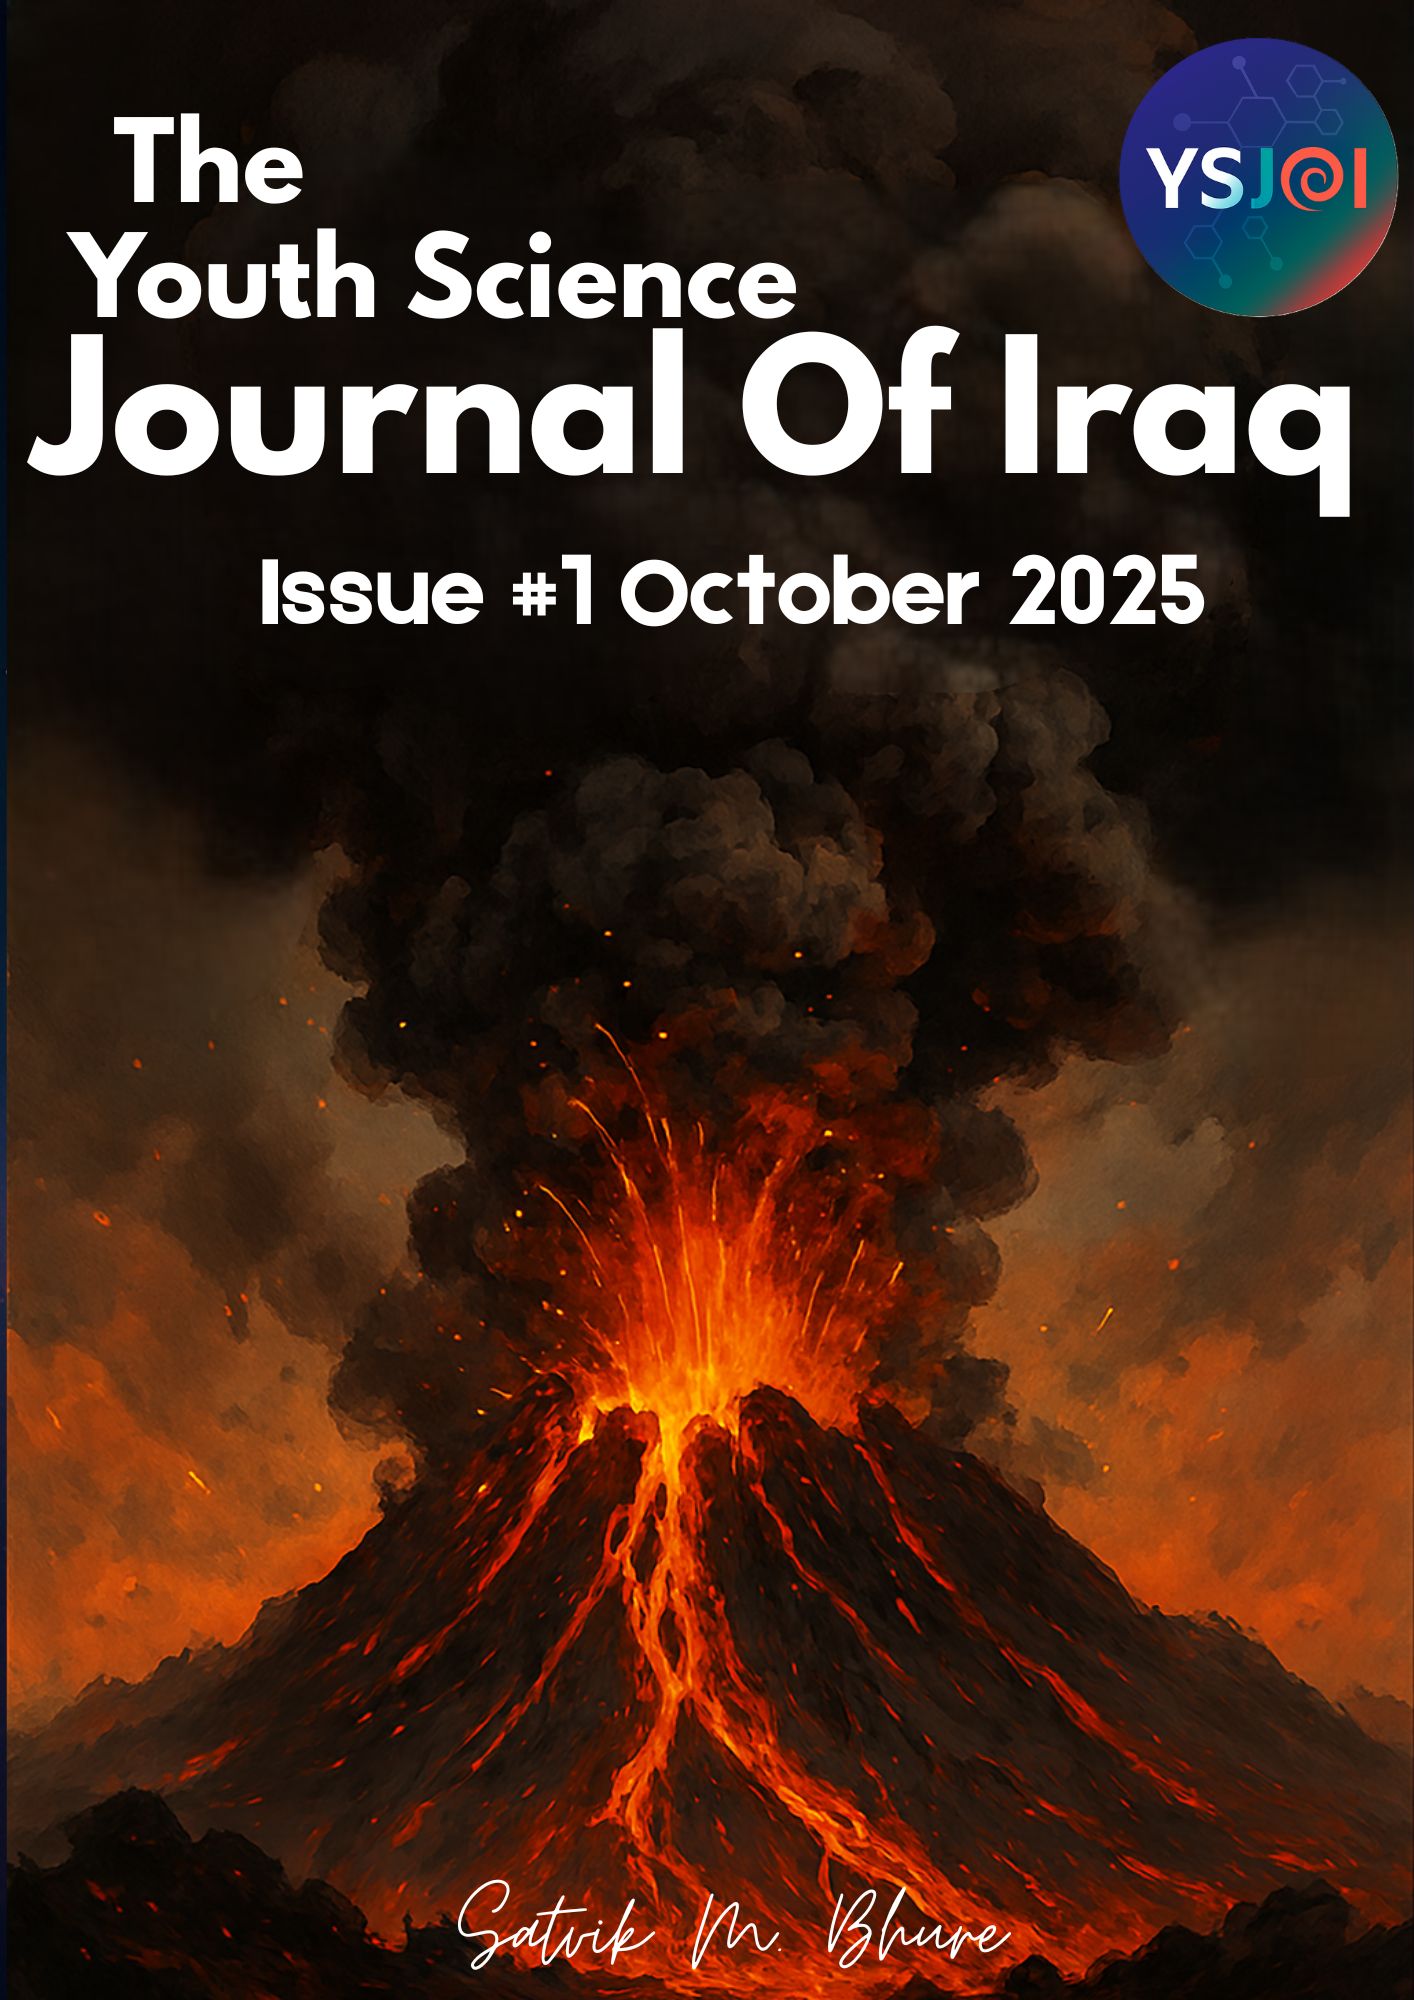 The
Youth Science
Journal Of Iraq
YSJOI
Issue #1 October 2025
Satvik M. Bhure